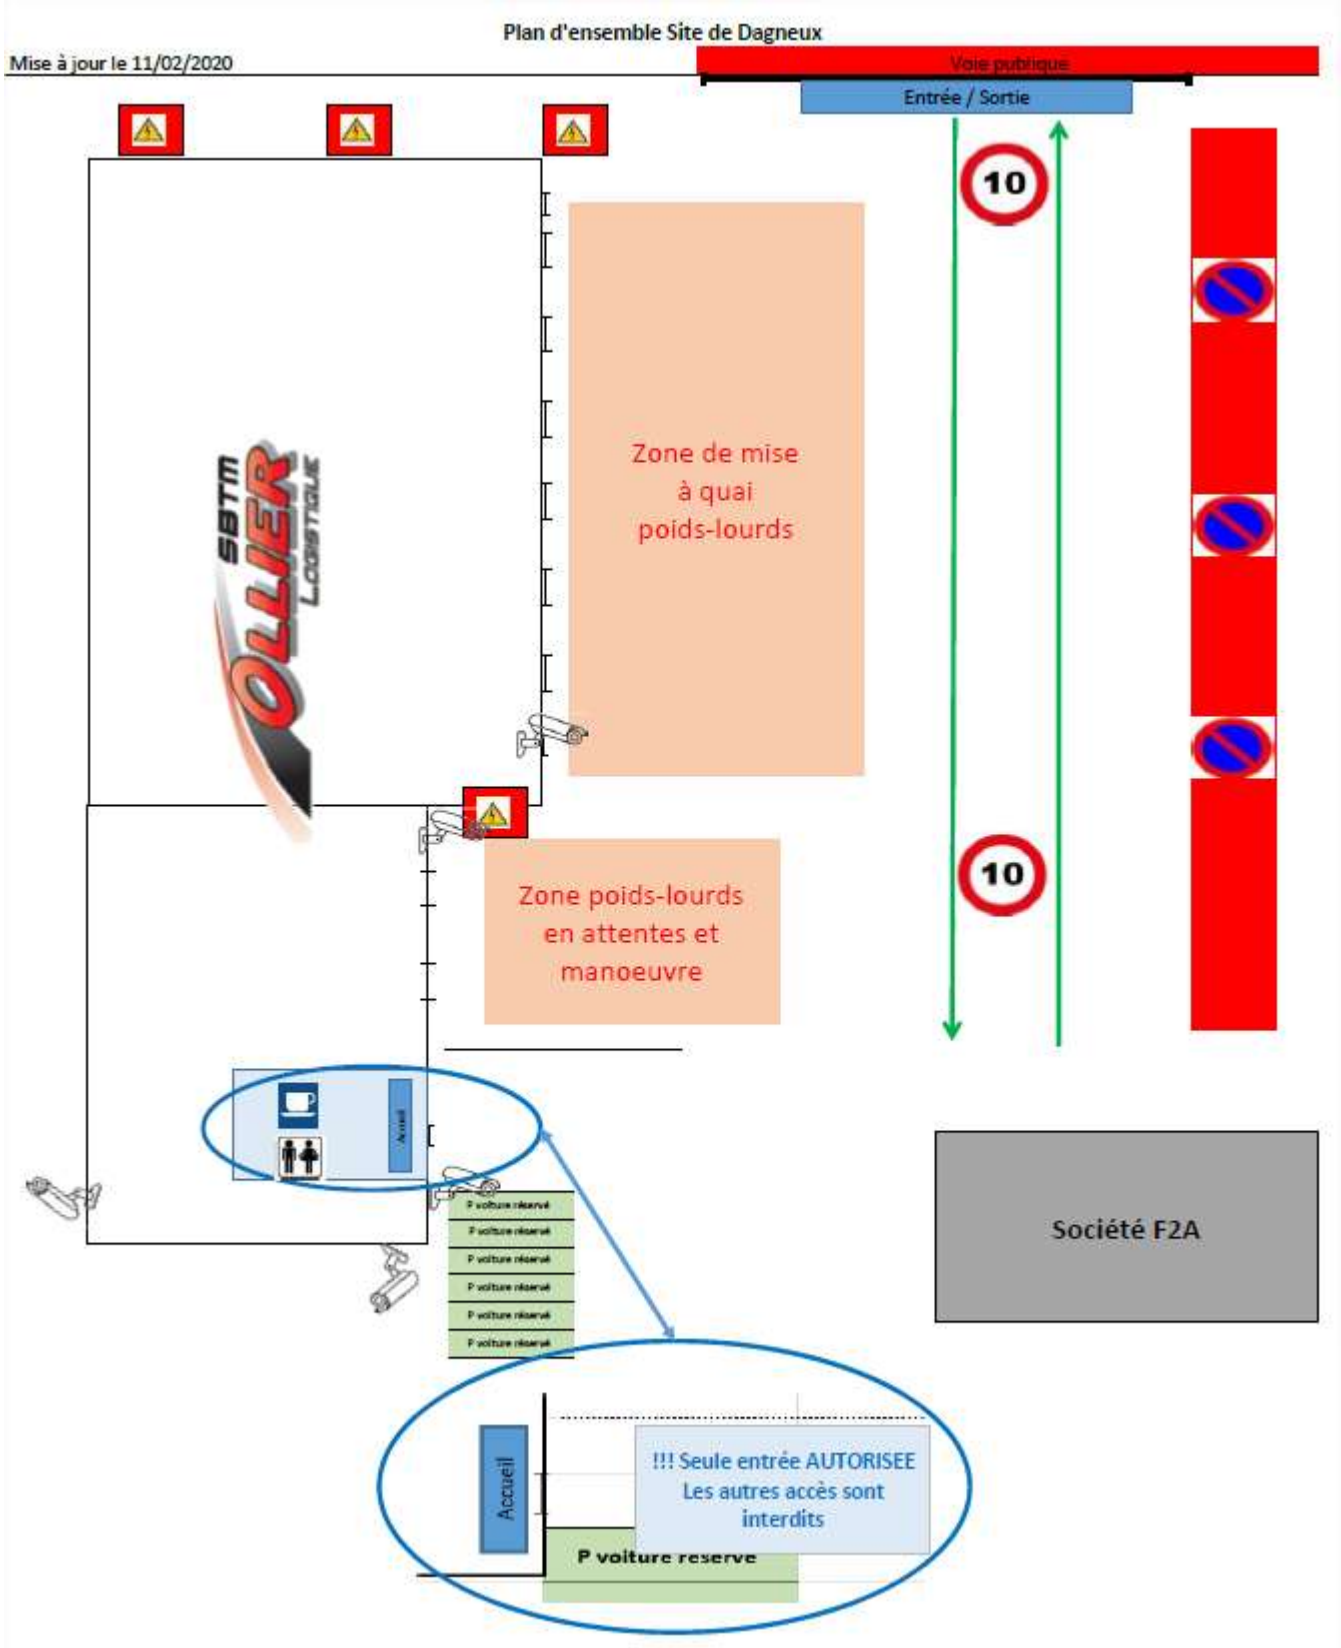 Plan d'ensemble Site de Dagneux
Mise à jour le 11/02/2020
Voie publique
Entrée / Sortie
10
Zone de mise
à quai
poids-lourds
SBTM
OLLIER
LOGISTIQUE
10
Zone poids-lourds
en attentes et
manoeuvre
Accueil
P voiture réservé
P voiture réservé
P voiture réservé
P voiture réservé
P voiture réservé
P voiture réservé
Société F2A
Accueil
!!! Seule entrée AUTORISEE
Les autres accès sont
interdits
P voiture réservé